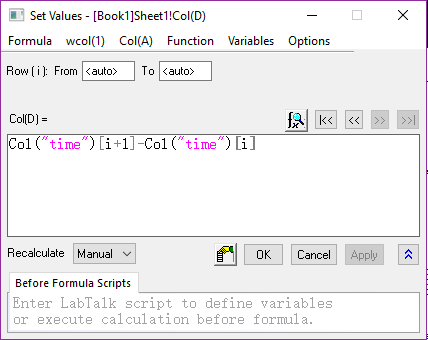 Set Values - [Book1]Sheet1!Col(D)
Formula wcol(1) Col(A) Function Variables Options
Row ( i ): From <auto> To <auto>
Col(D) =
|<< << >> >>|
Col("time")[i+1]-Col("time")[i]
Recalculate Manual OK Cancel Apply
Before Formula Scripts
Enter LabTalk script to define variables
or execute calculation before formula.